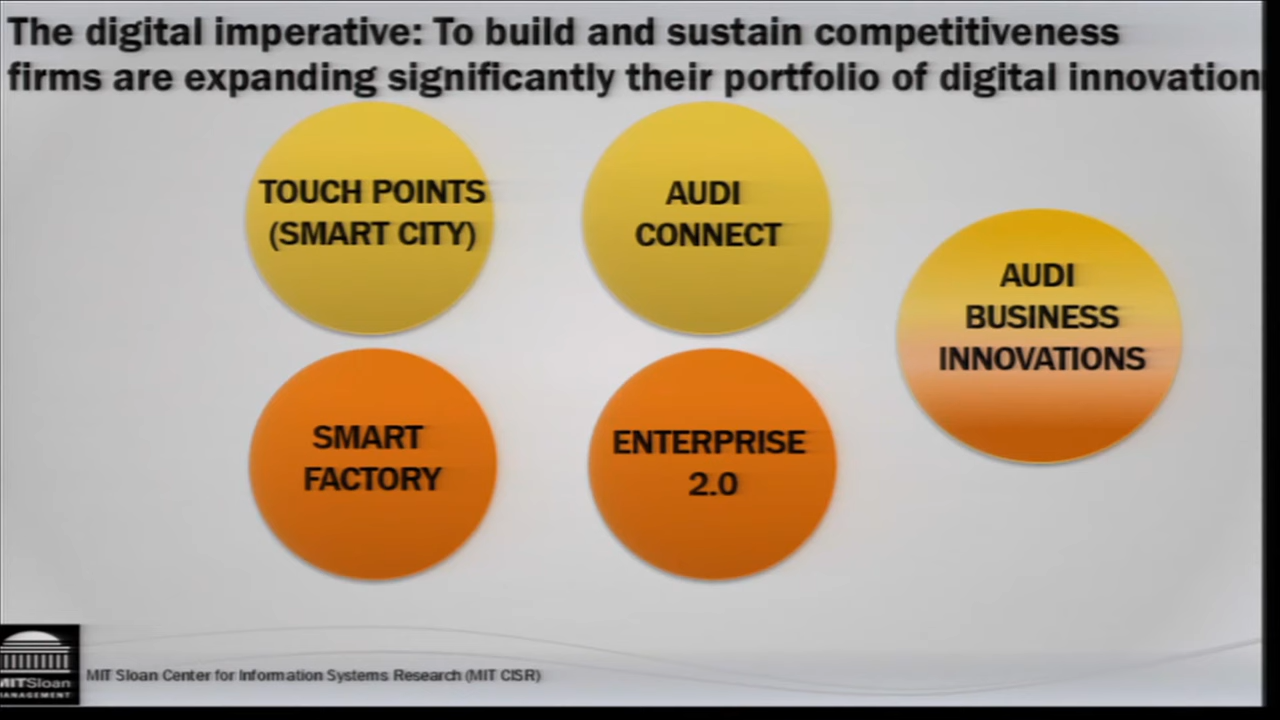 The digital imperative: To build and sustain competitiveness
firms are expanding significantly their portfolio of digital innovation
TOUCH POINTS
(SMART CITY)
AUDI
CONNECT
AUDI
BUSINESS
INNOVATIONS
SMART
FACTORY
ENTERPRISE
2.0
MITSloan
MANAGEMENT
MIT Sloan Center for Information Systems Research (MIT CISR)